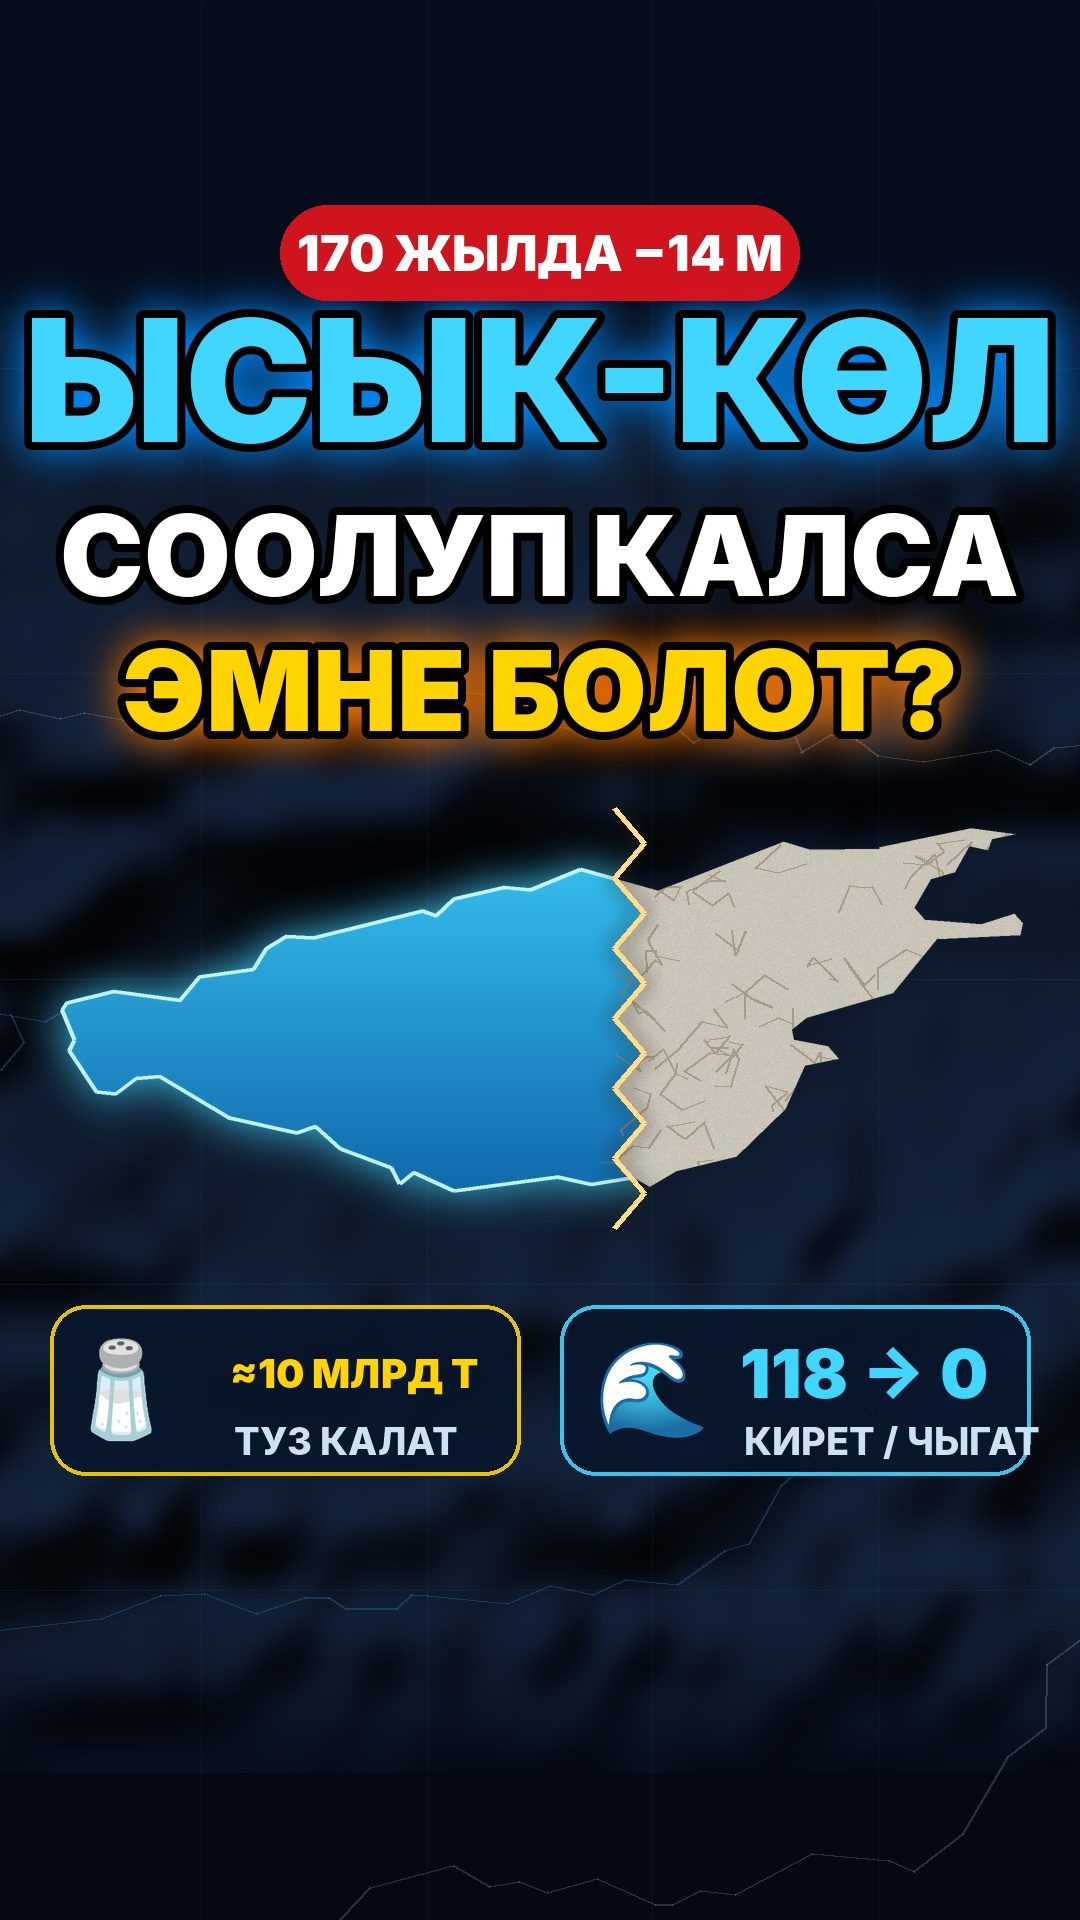 170 ЖЫЛДА −14 М
ЫСЫК-КӨЛ
СООЛУП КАЛСА
ЭМНЕ БОЛОТ?
≈10 МЛРД Т
ТУЗ КАЛАТ
118 → 0
КИРЕТ / ЧЫГАТ